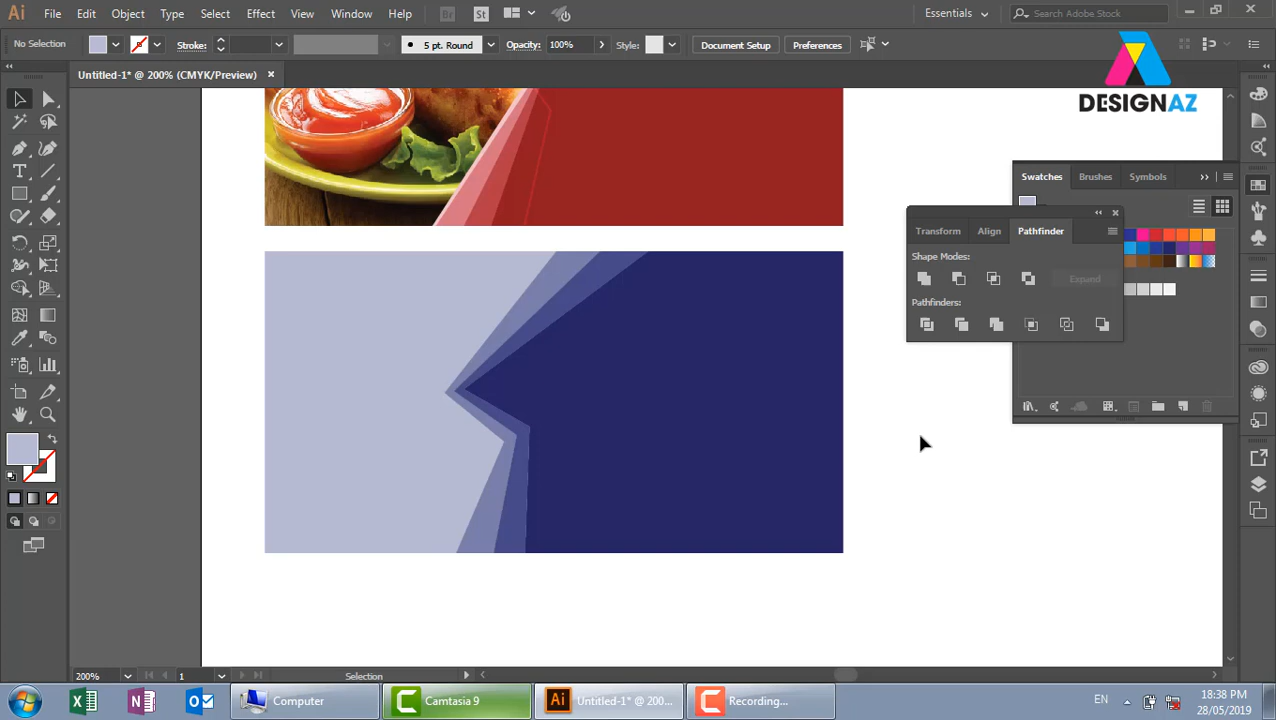 Ai File Edit Object Type Select Effect View Window Help Br St Essentials Search Adobe Stock
No Selection Stroke: 5 pt. Round Opacity: 100% Style: Document Setup Preferences
Untitled-1* @ 200% (CMYK/Preview)
DESIGNAZ
Swatches Brushes Symbols
Transform Align Pathfinder
Shape Modes:
Expand
Pathfinders:
200% 1 Selection
Computer Camtasia 9 Ai Untitled-1* @ 200... Recording... EN 18:38 PM
28/05/2019